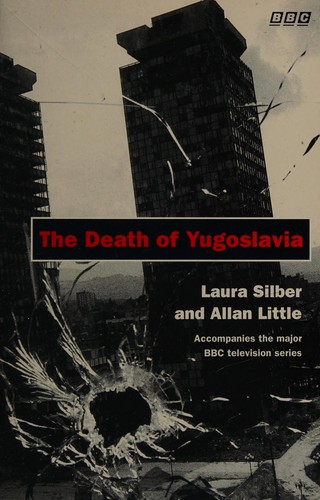 BBC
The Death of Yugoslavia
Laura Silber
and Allan Little
Accompanies the major
BBC television series